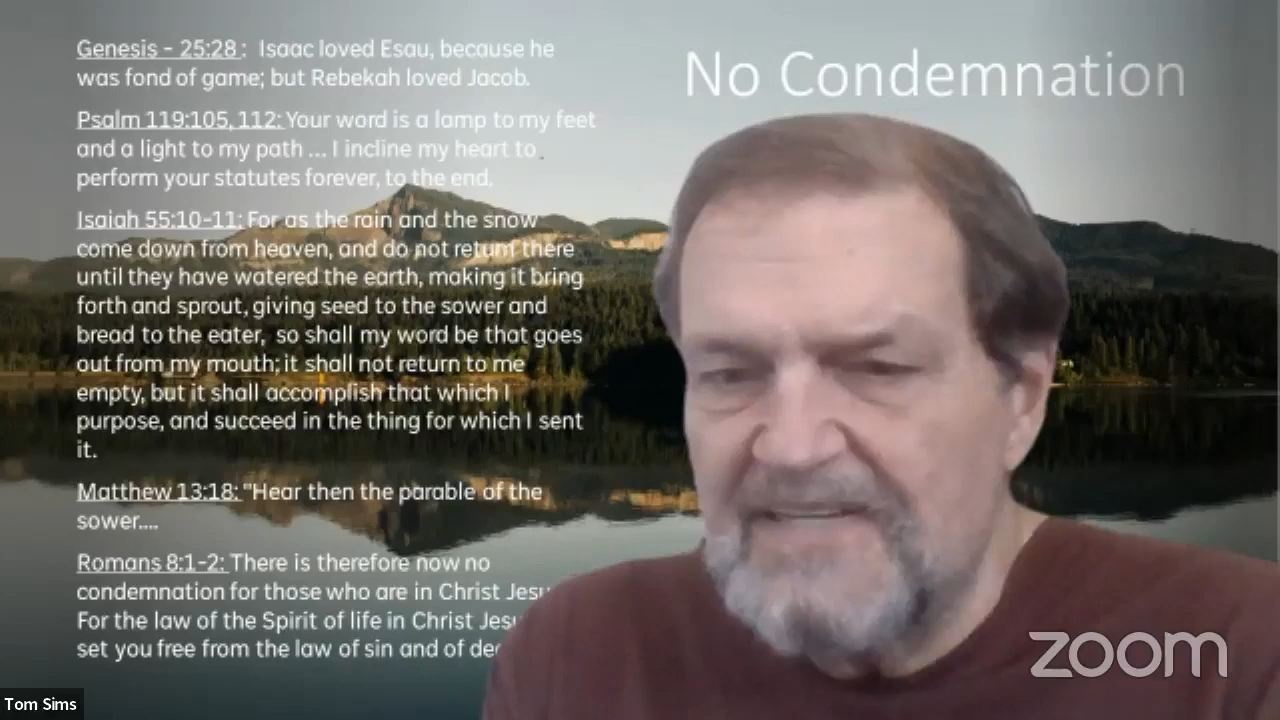 Genesis - 25:28 : Isaac loved Esau, because he
was fond of game; but Rebekah loved Jacob.
Psalm 119:105, 112: Your word is a lamp to my feet
and a light to my path ... I incline my heart to
perform your statutes forever, to the end.
Isaiah 55:10-11: For as the rain and the snow
come down from heaven, and do not return there
until they have watered the earth, making it bring
forth and sprout, giving seed to the sower and
bread to the eater, so shall my word be that goes
out from my mouth; it shall not return to me
empty, but it shall accomplish that which I
purpose, and succeed in the thing for which I sent
it.
Matthew 13:18: "Hear then the parable of the
sower....
Romans 8:1-2: There is therefore now no
condemnation for those who are in Christ
For the law of the Spirit of life in Christ
set you free from the law of sin and of
No Condemnation
zoom
Tom Sims